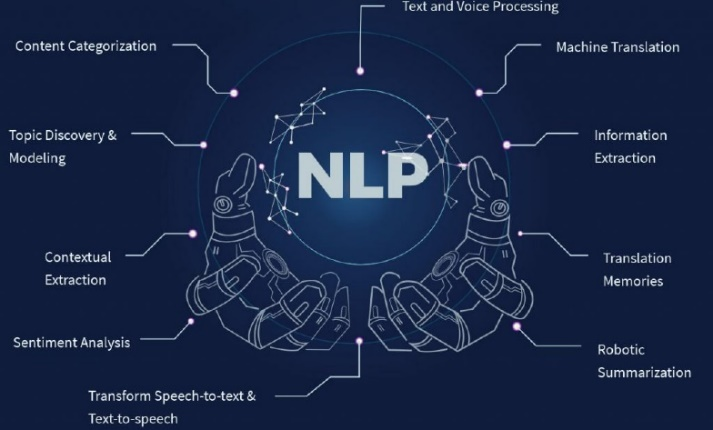 Text and Voice Processing
Content Categorization
Machine Translation
Topic Discovery &
Modeling
Information
Extraction
NLP
Contextual
Extraction
Translation
Memories
Sentiment Analysis
Robotic
Summarization
Transform Speech-to-text &
Text-to-speech